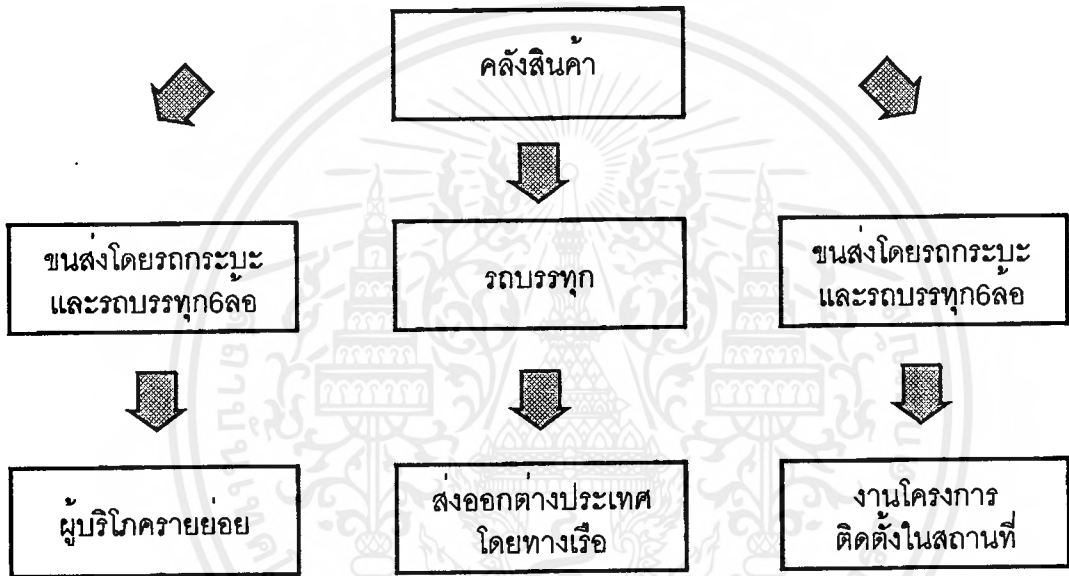 คลังสินค้า
ขนส่งโดยรถกระบะ
และรถบรรทุก6ล้อ
รถบรรทุก
ขนส่งโดยรถกระบะ
และรถบรรทุก6ล้อ
ผู้บริโภครายย่อย
ส่งออกต่างประเทศ
โดยทางเรือ
งานโครงการ
ติดตั้งในสถานที่